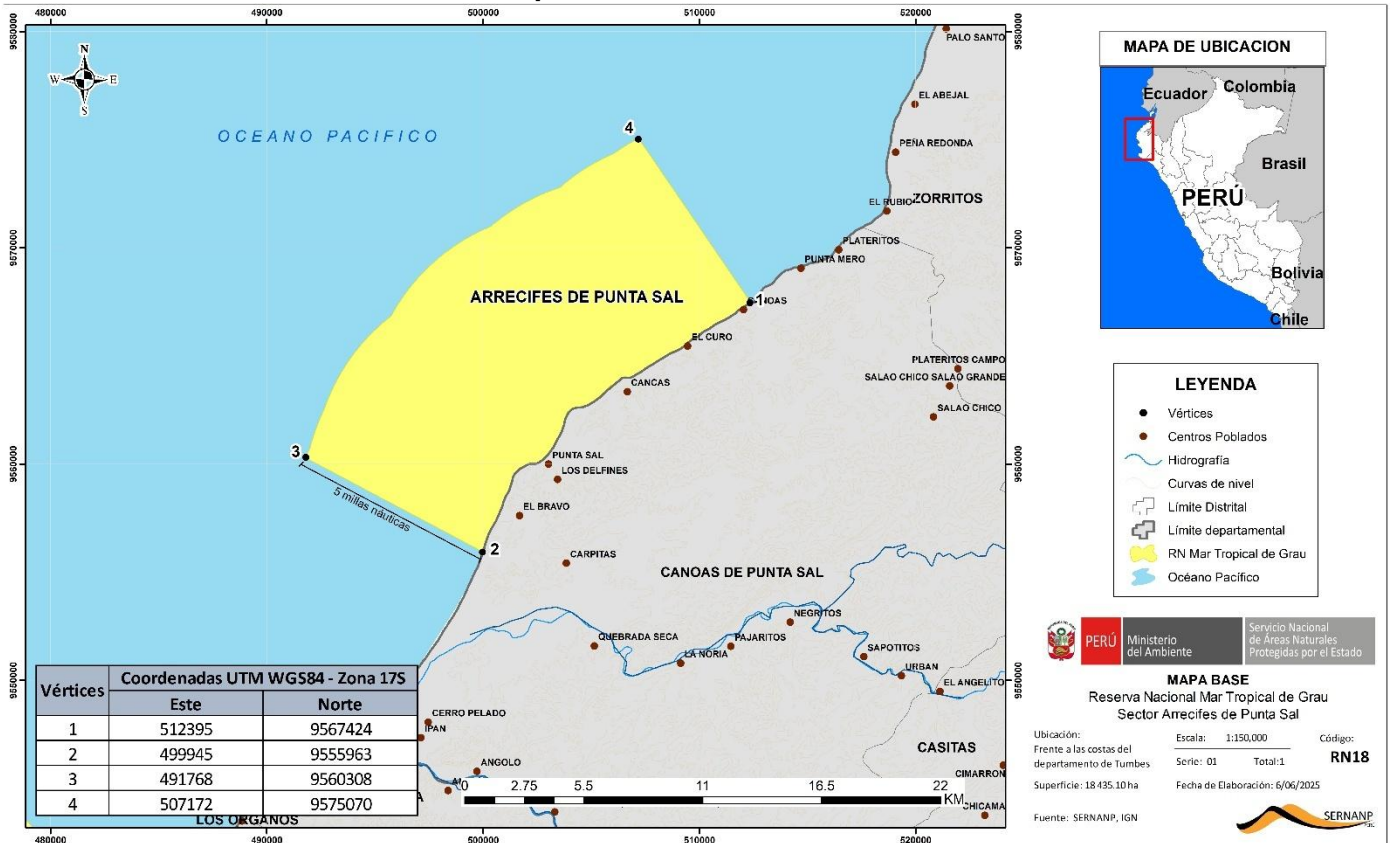 480000
490000
500000
510000
520000
9580000
9580000
9570000
9570000
9560000
9560000
9550000
9550000
N
W
E
S
OCEANO PACIFICO
4
PALO SANTO
EL ABEJAL
PEÑA REDONDA
EL RUBIO
ZORRITOS
PLATERITOS
PUNTA MERO
ARRECIFES DE PUNTA SAL
1
EL CURO
PLATERITOS CAMPO
SALAO CHICO SALAO GRANDE
CANCAS
SALAO CHICO
3
PUNTA SAL
LOS DELFINES
5 millas náuticas
EL BRAVO
2
CARPITAS
CANOAS DE PUNTA SAL
NEGRITOS
QUEBRADA SECA
PAJARITOS
LA NORIA
SAPOTITOS
URBAN
EL ANGELITO
CERRO PELADO
IPAN
CASITAS
ANGOLO
CIMARRON
CHICAMA
LOS ORGANOS
Vértices
Coordenadas UTM WGS84 - Zona 17S
Este
Norte
1 512395 9567424
2 499945 9555963
3 491768 9560308
4 507172 9575070
0 2.75 5.5 11 16.5 22
KM
480000
490000
500000
510000
520000
MAPA DE UBICACION
Ecuador
Colombia
Brasil
PERÚ
Bolivia
Chile
LEYENDA
Vértices
Centros Poblados
Hidrografía
Curvas de nivel
Límite Distrital
Límite departamental
RN Mar Tropical de Grau
Océano Pacífico
PERÚ
Ministerio
del Ambiente
Servicio Nacional
de Áreas Naturales
Protegidas por el Estado
MAPA BASE
Reserva Nacional Mar Tropical de Grau
Sector Arrecifes de Punta Sal
Ubicación:
Frente a las costas del
departamento de Tumbes
Escala: 1:150,000
Serie: 01 Total:1
Código:
RN18
Superficie: 18 435.10 ha
Fecha de Elaboración: 6/06/2025
Fuente: SERNANP, IGN
SERNANP